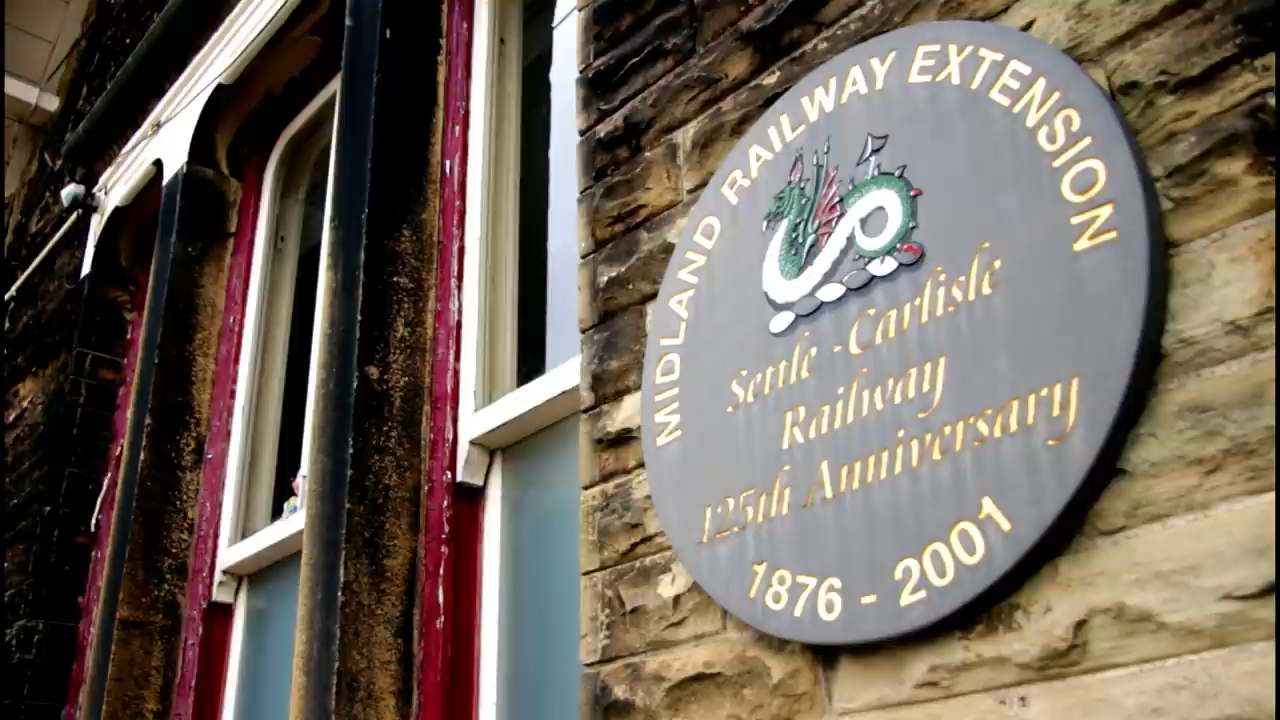 MIDLAND RAILWAY EXTENSION
Settle - Carlisle
Railway
125th Anniversary
1876 - 2001